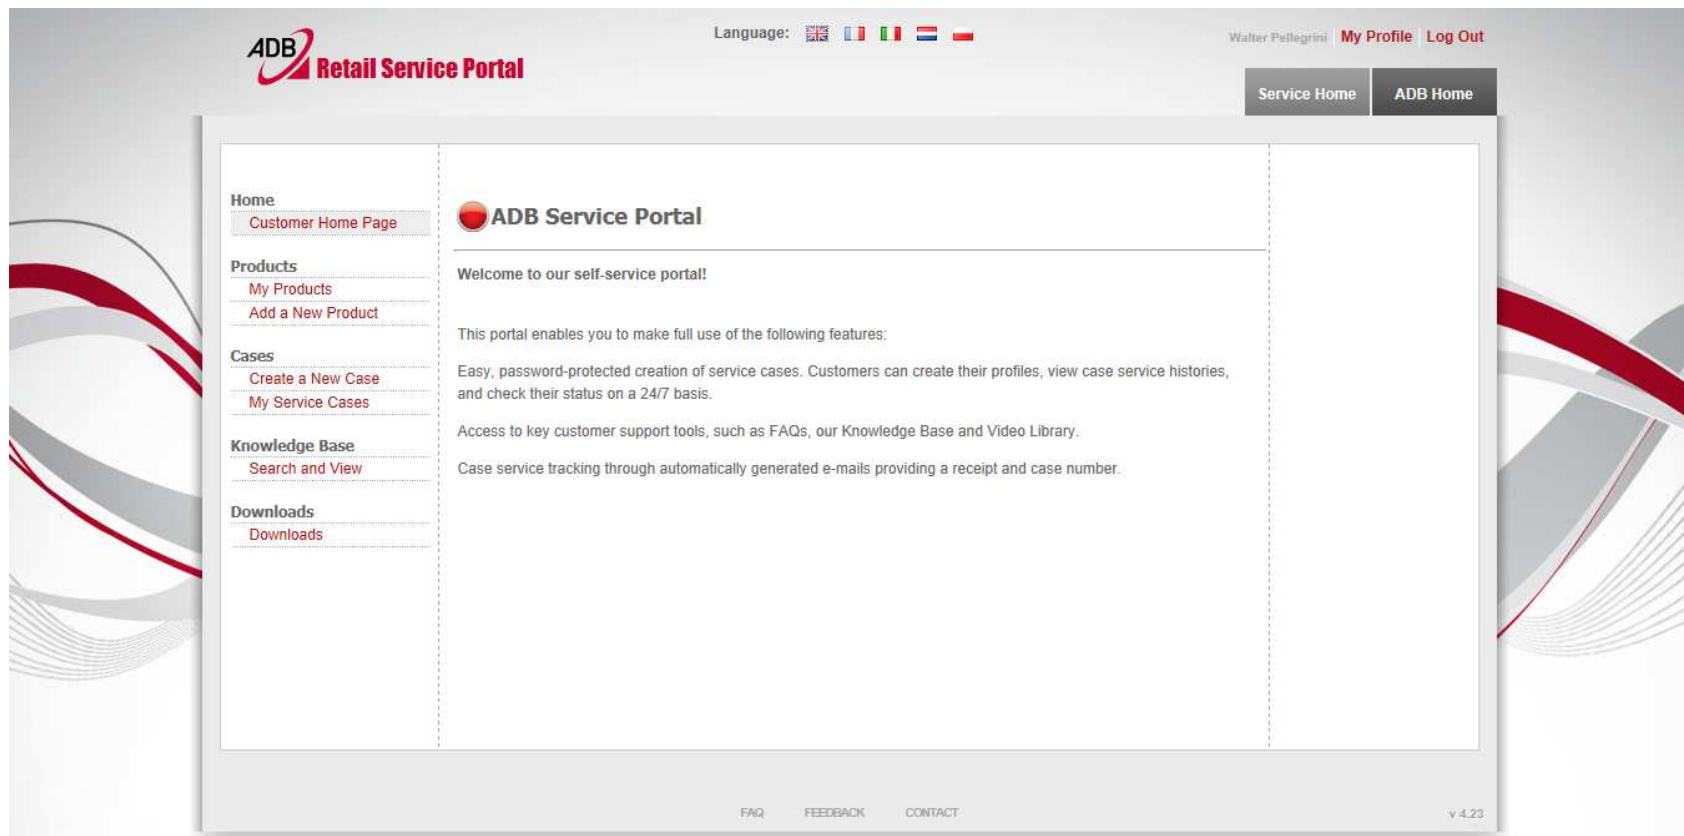 ADB
Retail Service Portal
Language:
Walter Pellegrini My Profile Log Out
Service Home ADB Home
Home
Customer Home Page
Products
My Products
Add a New Product
Cases
Create a New Case
My Service Cases
Knowledge Base
Search and View
Downloads
Downloads
ADB Service Portal
Welcome to our self-service portal!
This portal enables you to make full use of the following features:
Easy, password-protected creation of service cases. Customers can create their profiles, view case service histories,
and check their status on a 24/7 basis.
Access to key customer support tools, such as FAQs, our Knowledge Base and Video Library.
Case service tracking through automatically generated e-mails providing a receipt and case number.
FAQ FEEDBACK CONTACT
v 4.23